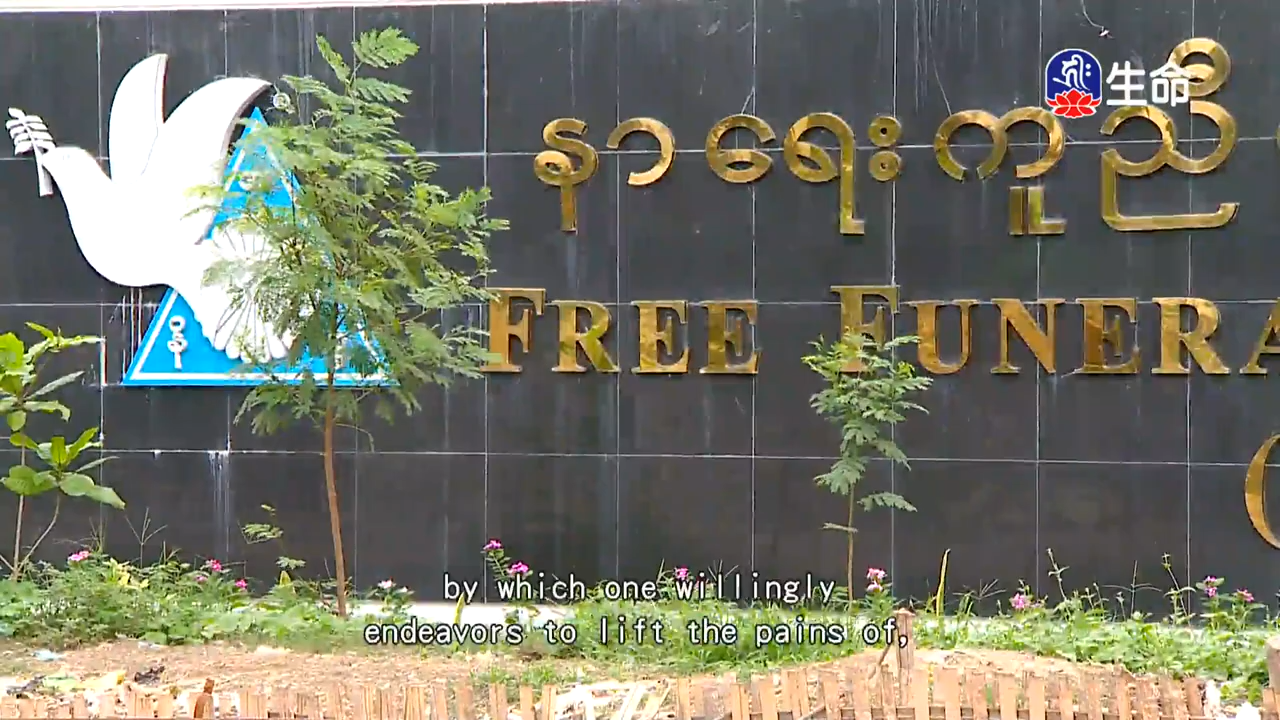 生命
နာရေးကူညီ
FREE FUNERA
by which one willingly
endeavors to lift the pains of,